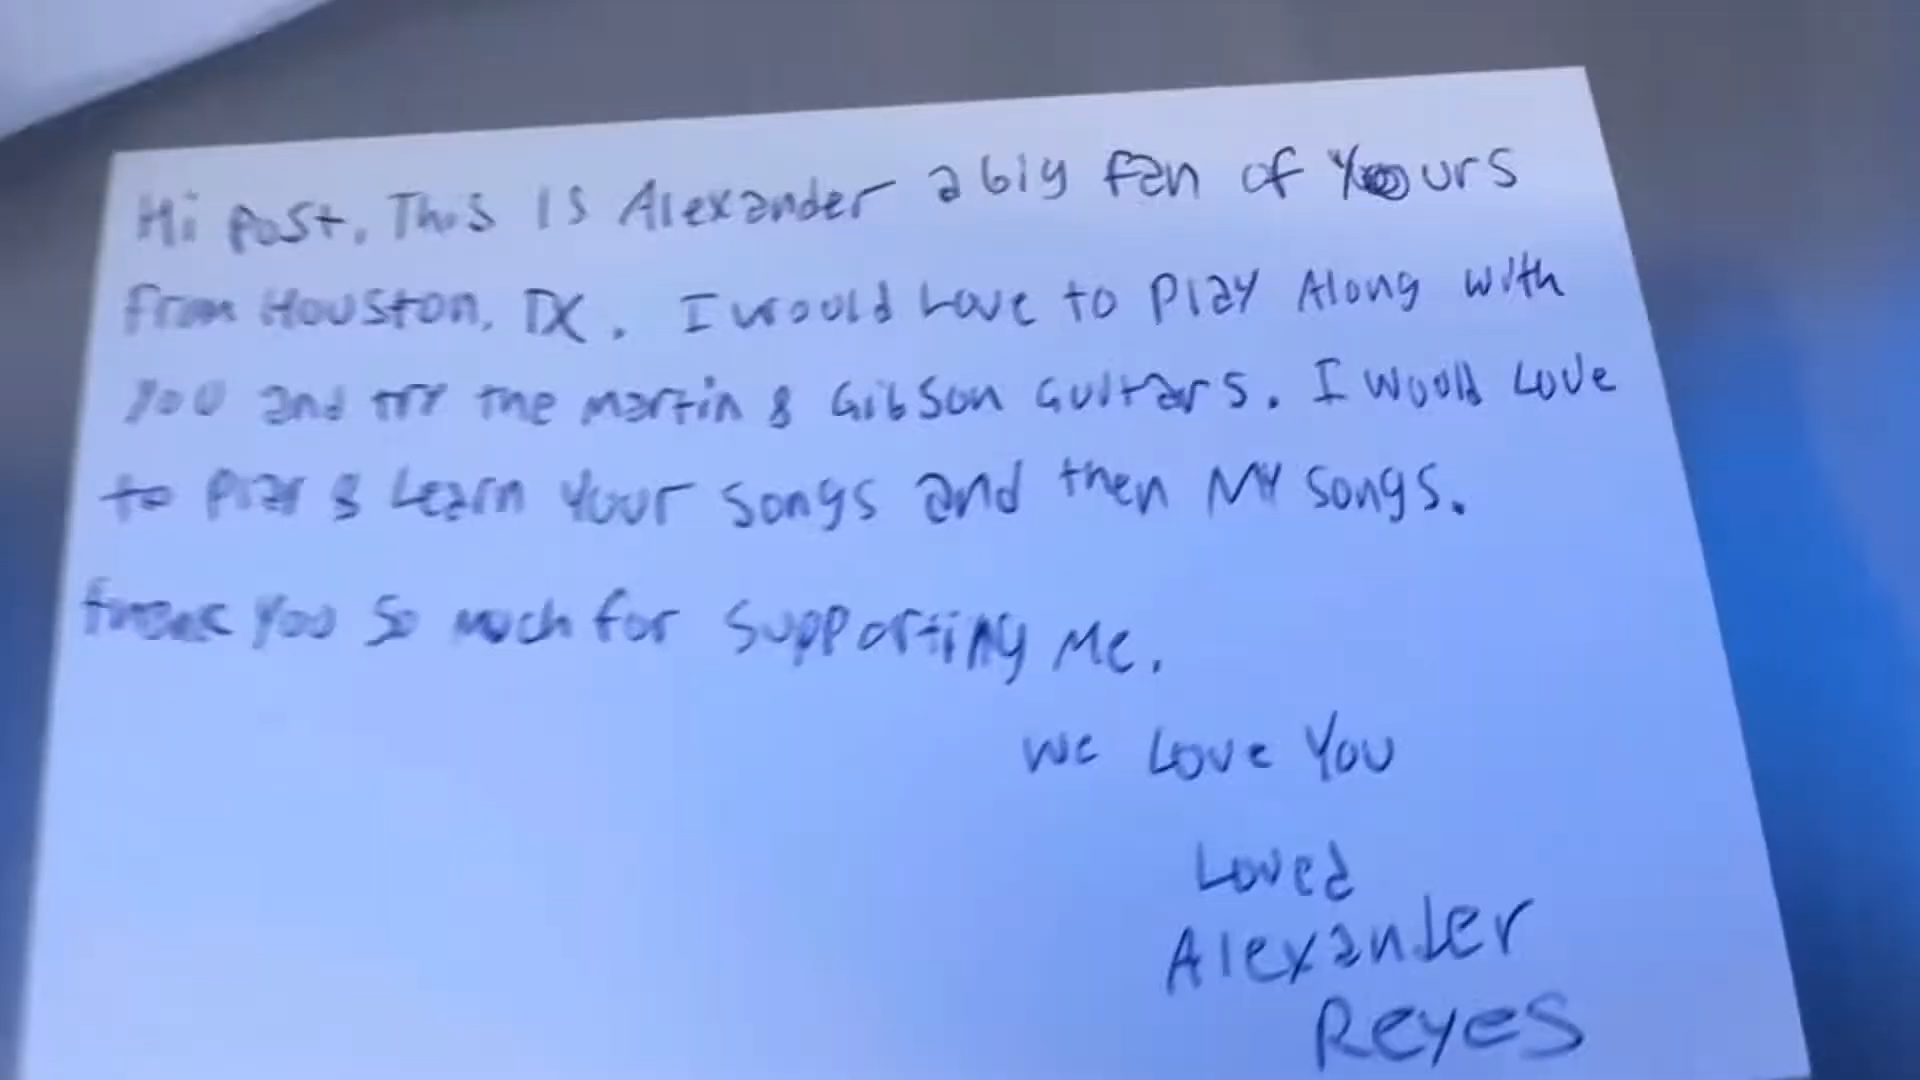 Hi Post, This is Alexander a big fan of Yours
From Houston, TX. I would Love to Play Along with
you and try the martin & Gibson Guitars. I would Love
to Play & Learn Your Songs and then MY songs.
thank You So much for supporting me.
We Love You
Loved
Alexander
Reyes